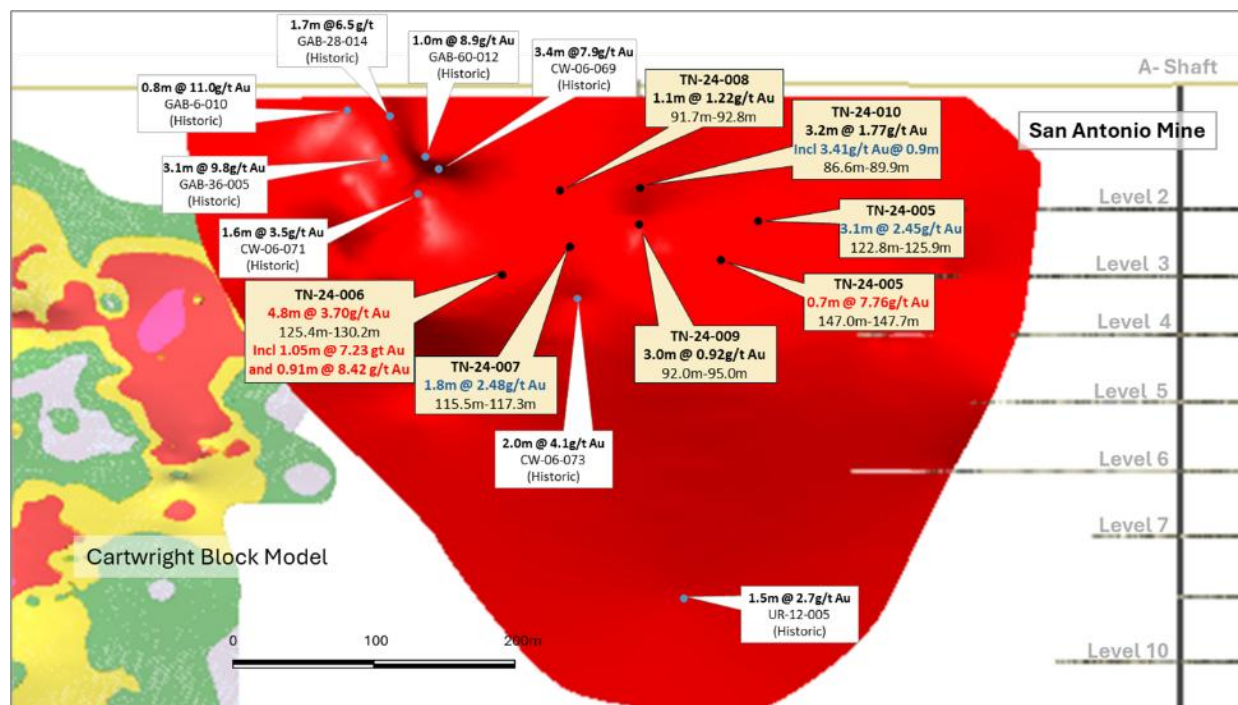 1.7m @6.5 g/t
GAB-28-014
(Historic)
1.0m @ 8.9g/t Au
GAB-60-012
(Historic)
3.4m @7.9g/t Au
CW-06-069
(Historic)
A- Shaft
0.8m @ 11.0g/t Au
GAB-6-010
(Historic)
TN-24-008
1.1m @ 1.22g/t Au
91.7m-92.8m
TN-24-010
3.2m @ 1.77g/t Au
Incl 3.41g/t Au@ 0.9m
86.6m-89.9m
San Antonio Mine
3.1m @ 9.8g/t Au
GAB-36-005
(Historic)
Level 2
1.6m @ 3.5g/t Au
CW-06-071
(Historic)
TN-24-005
3.1m @ 2.45g/t Au
122.8m-125.9m
Level 3
TN-24-006
4.8m @ 3.70g/t Au
125.4m-130.2m
Incl 1.05m @ 7.23 gt Au
and 0.91m @ 8.42 g/t Au
TN-24-005
0.7m @ 7.76g/t Au
147.0m-147.7m
Level 4
TN-24-009
3.0m @ 0.92g/t Au
92.0m-95.0m
TN-24-007
1.8m @ 2.48g/t Au
115.5m-117.3m
Level 5
2.0m @ 4.1g/t Au
CW-06-073
(Historic)
Level 6
Level 7
Cartwright Block Model
1.5m @ 2.7g/t Au
UR-12-005
(Historic)
0 100 200m
Level 10